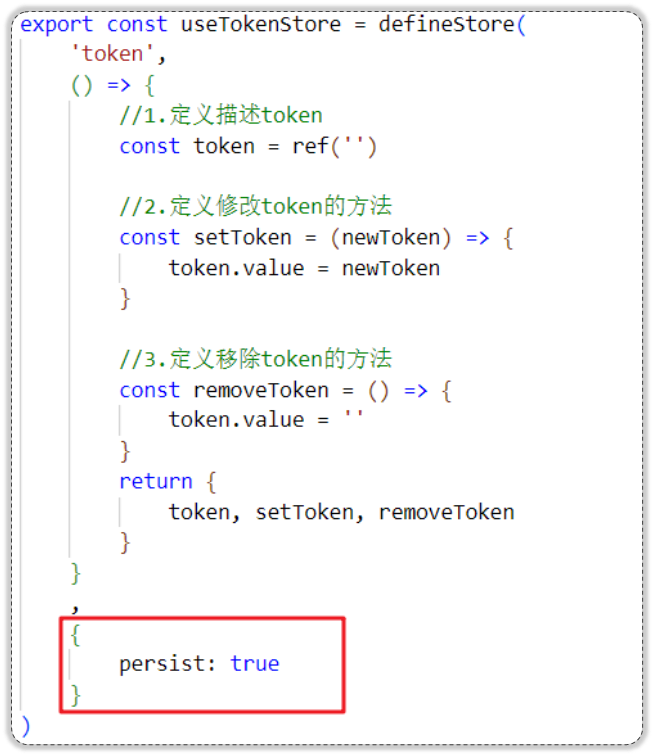 export const useTokenStore = defineStore(
    'token',
    () => {
        //1.定义描述token
        const token = ref('')

        //2.定义修改token的方法
        const setToken = (newToken) => {
            token.value = newToken
        }

        //3.定义移除token的方法
        const removeToken = () => {
            token.value = ''
        }
        return {
            token, setToken, removeToken
        }
    }
    ,
    {
        persist: true
    }
)